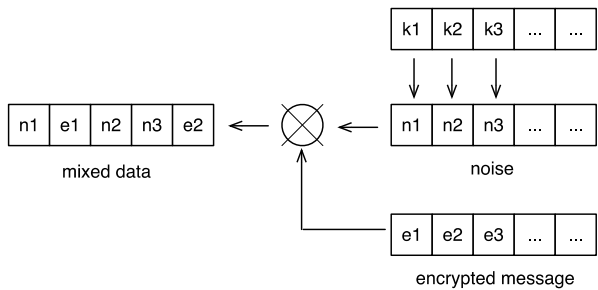 k1 k2 k3 ... ...
n1 e1 n2 n3 e2
n1 n2 n3 ... ...
mixed data
noise
e1 e2 e3 ... ...
encrypted message